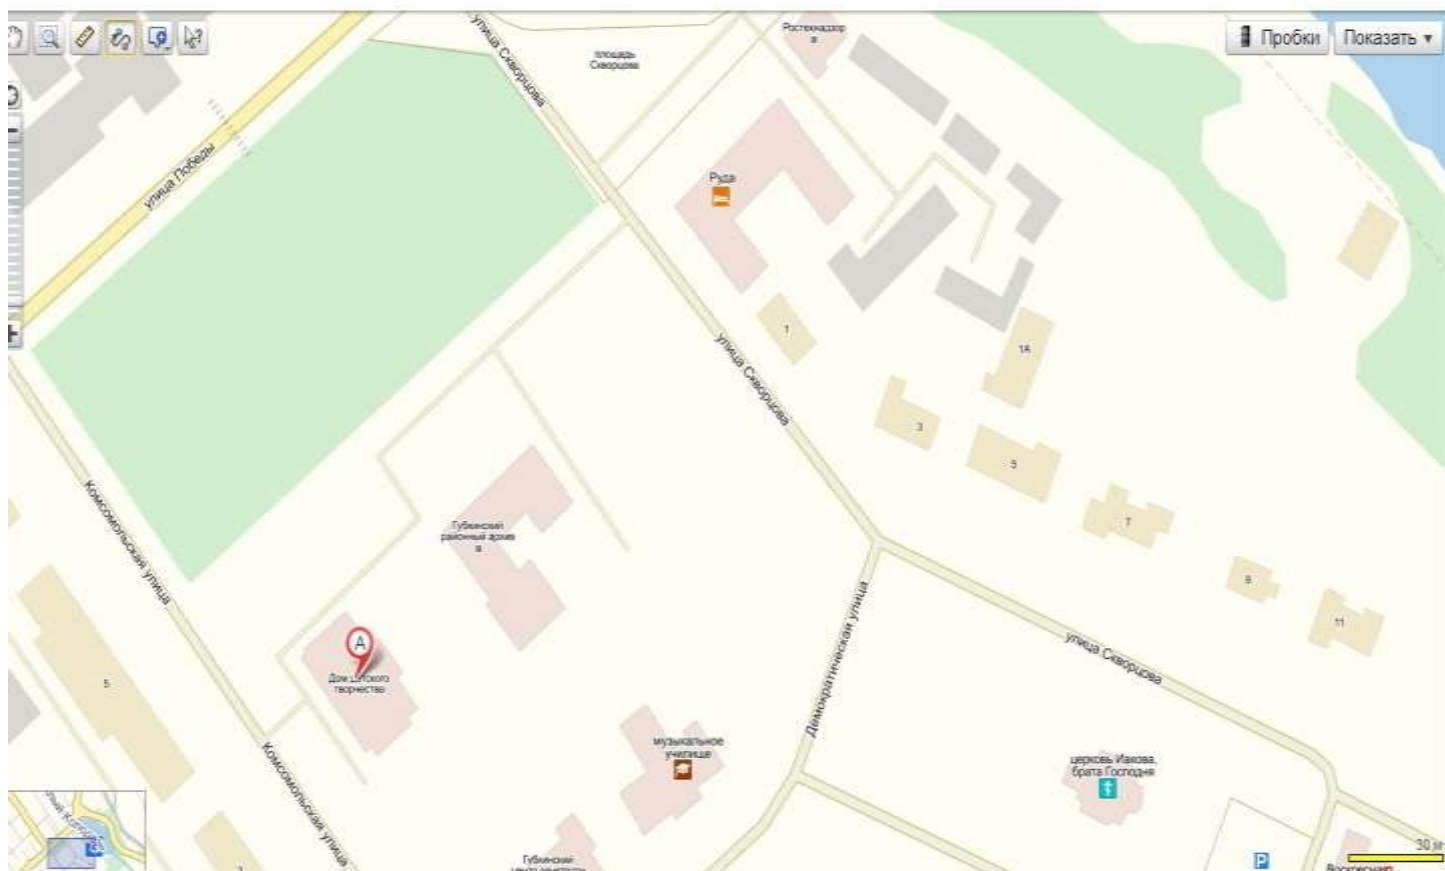 Пробки
Показать
улица Скворцова
площадь
Скворцова
Ростехнадзор
улица Победы
Руда
1
улица Скворцова
1А
3
5
7
9
11
Комсомольская улица
Губкинский
районный архив
А
Дом детского
творчества
5
Демократическая улица
улица Скворцова
музыкальное
училище
церковь Иакова,
брата Господня
Комсомольская улица
Губкинский
центр занятости
P
30 м